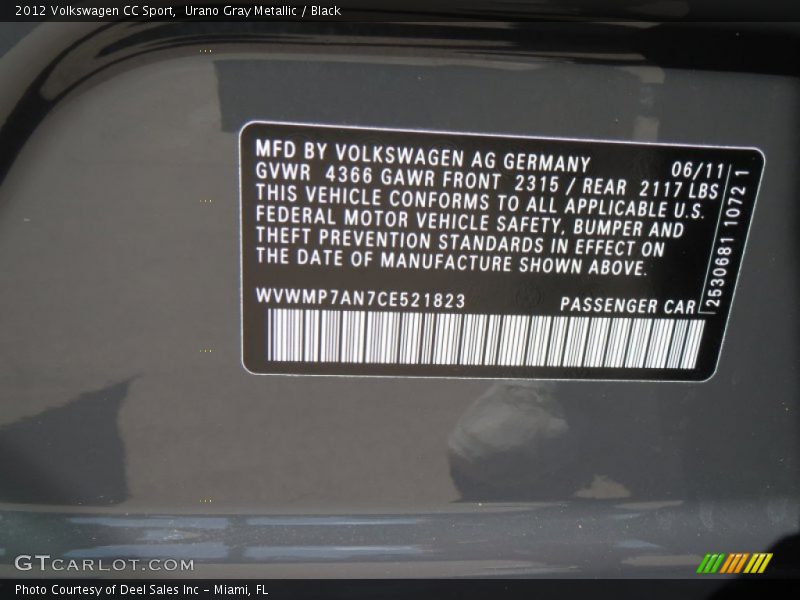 2012 Volkswagen CC Sport,  Urano Gray Metallic / Black
MFD BY VOLKSWAGEN AG GERMANY 06/11
GVWR 4366 GAWR FRONT 2315 / REAR 2117 LBS
THIS VEHICLE CONFORMS TO ALL APPLICABLE U.S.
FEDERAL MOTOR VEHICLE SAFETY, BUMPER AND
THEFT PREVENTION STANDARDS IN EFFECT ON
THE DATE OF MANUFACTURE SHOWN ABOVE.
WVWMP7AN7CE521823 PASSENGER CAR
2530681 1072 1
GTCARLOT.COM
Photo Courtesy of Deel Sales Inc – Miami, FL